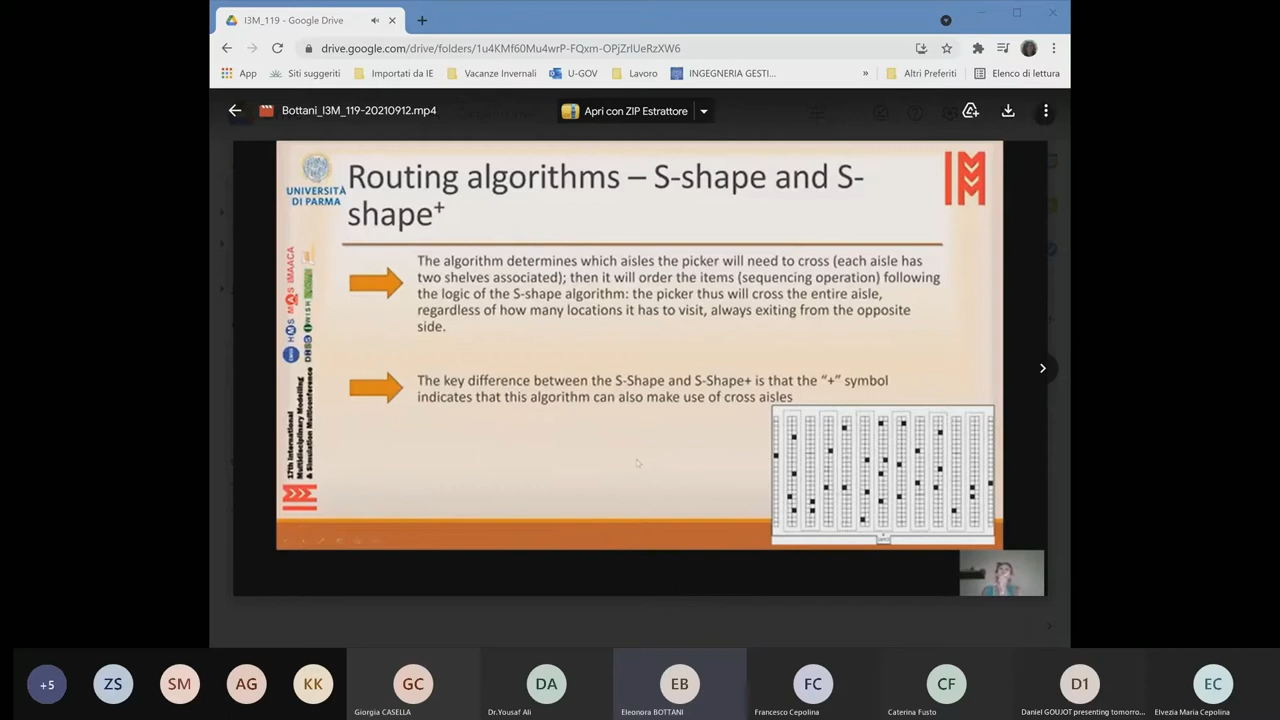 I3M_119 - Google Drive
drive.google.com/drive/folders/1u4KMf60Mu4wrP-FQxm-OPjZrIUeRzXW6
App Siti suggeriti Importati da IE Vacanze Invernali U-GOV Lavoro INGEGNERIA GESTI... » Altri Preferiti Elenco di lettura
Bottani_I3M_119-20210912.mp4 Apri con ZIP Estrattore
UNIVERSITÀ
DI PARMA
Routing algorithms – S-shape and S-
shape+
The algorithm determines which aisles the picker will need to cross (each aisle has
two shelves associated); then it will order the items (sequencing operation) following
the logic of the S-shape algorithm: the picker thus will cross the entire aisle,
regardless of how many locations it has to visit, always exiting from the opposite
side.
The key difference between the S-Shape and S-Shape+ is that the “+” symbol
indicates that this algorithm can also make use of cross aisles
17th International
Multidisciplinary Modelling
& Simulation Multiconference
HMS MAS IMAACA
+5 ZS SM AG KK GC DA EB FC CF D1 EC
Giorgia CASELLA Dr.Yousaf Ali Eleonora BOTTANI Francesco Cepolina Caterina Fusto Daniel GOUJOT presenting tomorro... Elvezia Maria Cepolina